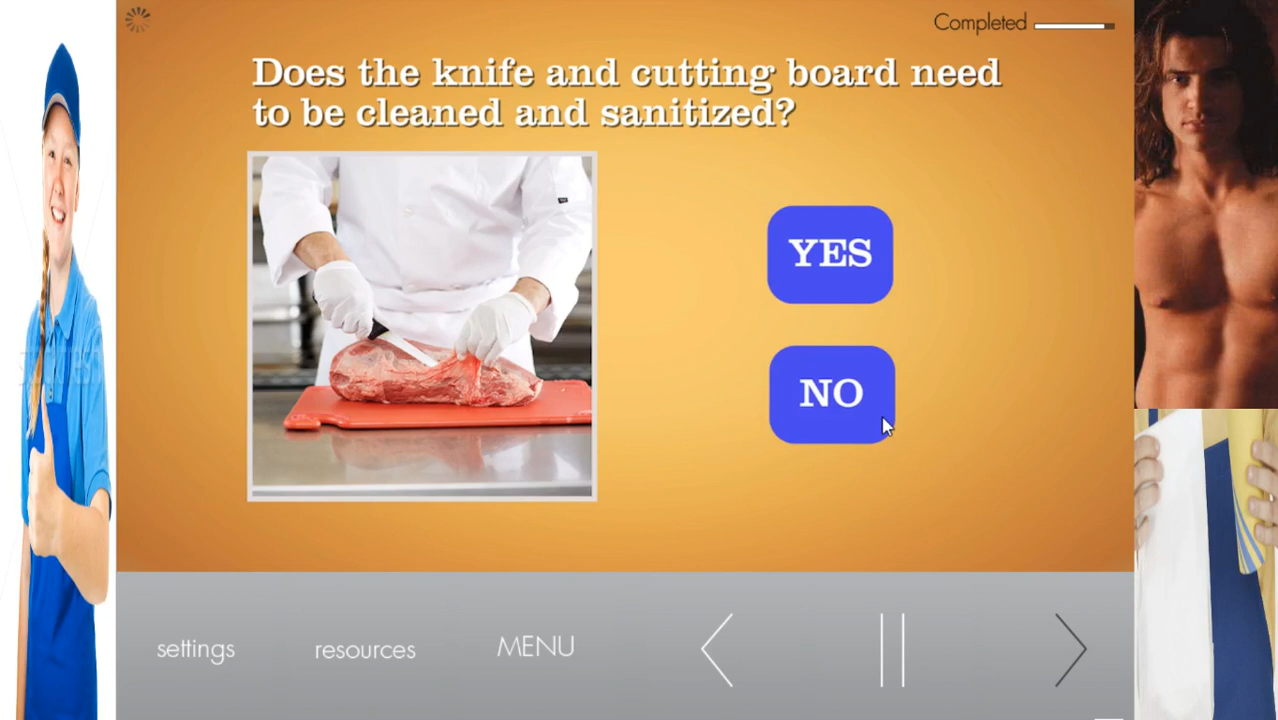 Completed
Does the knife and cutting board need
to be cleaned and sanitized?
YES
NO
settings
resources
MENU